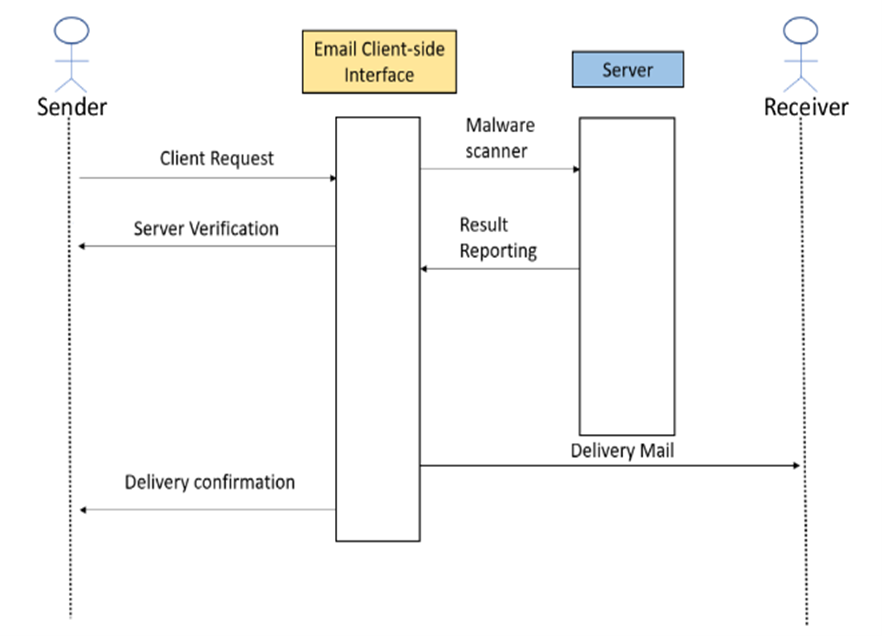 Email Client-side
Interface
Server
Sender
Receiver
Malware
scanner
Client Request
Server Verification
Result
Reporting
Delivery Mail
Delivery confirmation